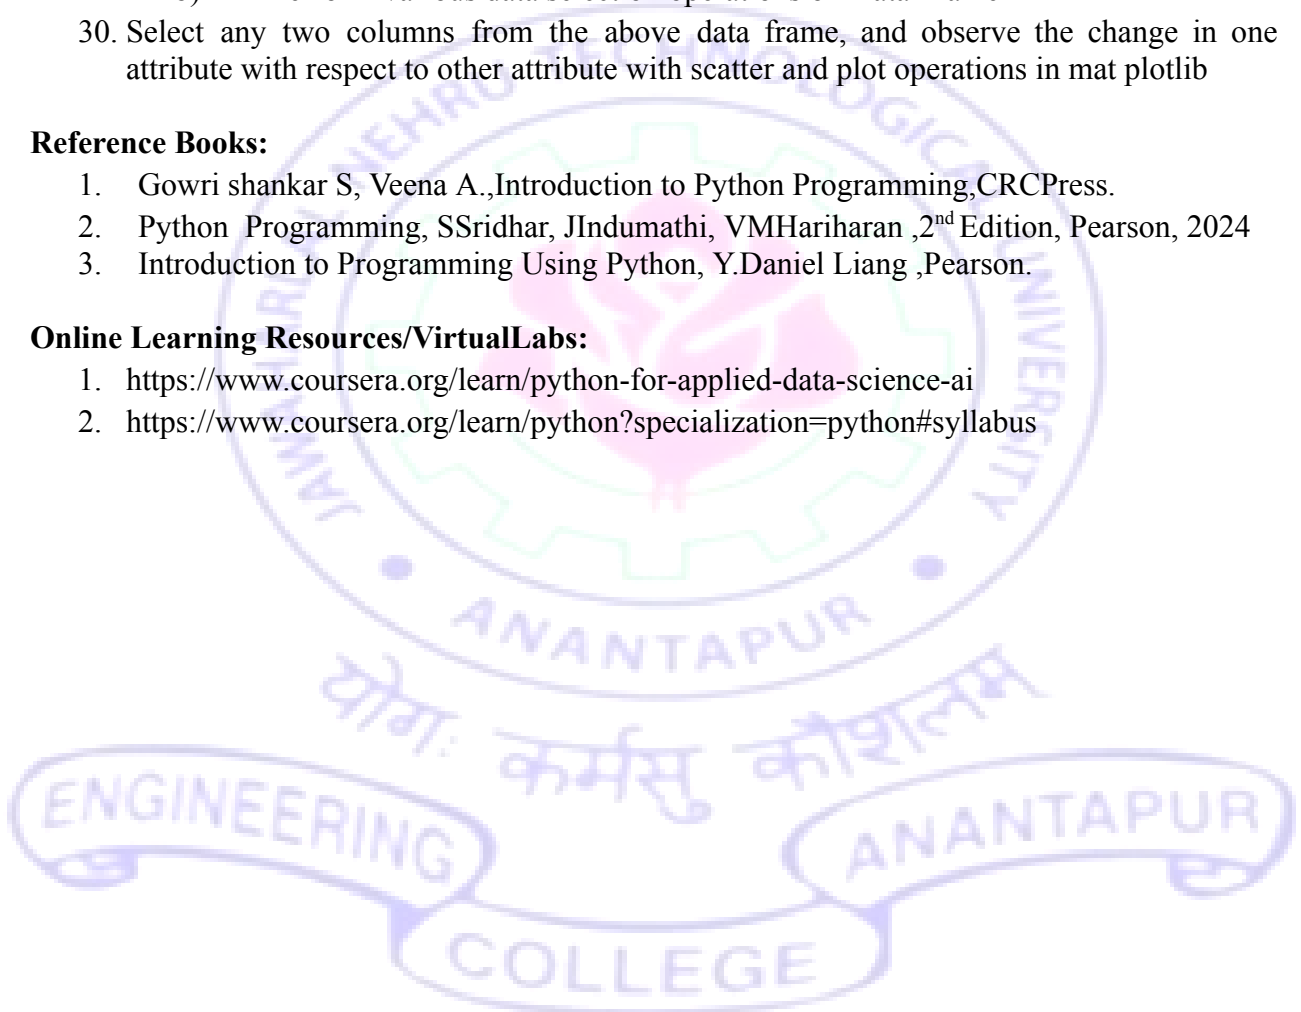 30. Select any two columns from the above data frame, and observe the change in one
attribute with respect to other attribute with scatter and plot operations in mat plotlib
Reference Books:
1. Gowri shankar S, Veena A.,Introduction to Python Programming,CRCPress.
2. Python Programming, SSridhar, JIndumathi, VMHariharan ,2nd Edition, Pearson, 2024
3. Introduction to Programming Using Python, Y.Daniel Liang ,Pearson.
Online Learning Resources/VirtualLabs:
1. https://www.coursera.org/learn/python-for-applied-data-science-ai
2. https://www.coursera.org/learn/python?specialization=python#syllabus
JAWAHARLAL NEHRU TECHNOLOGICAL UNIVERSITY
ANANTAPUR
योगः कर्मसु कौशलम
ENGINEERING
COLLEGE
ANANTAPUR